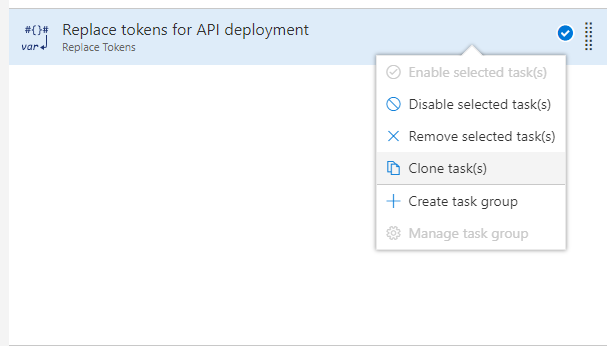 #{}#
var
Replace tokens for API deployment
Replace Tokens
Enable selected task(s)
Disable selected task(s)
Remove selected task(s)
Clone task(s)
Create task group
Manage task group